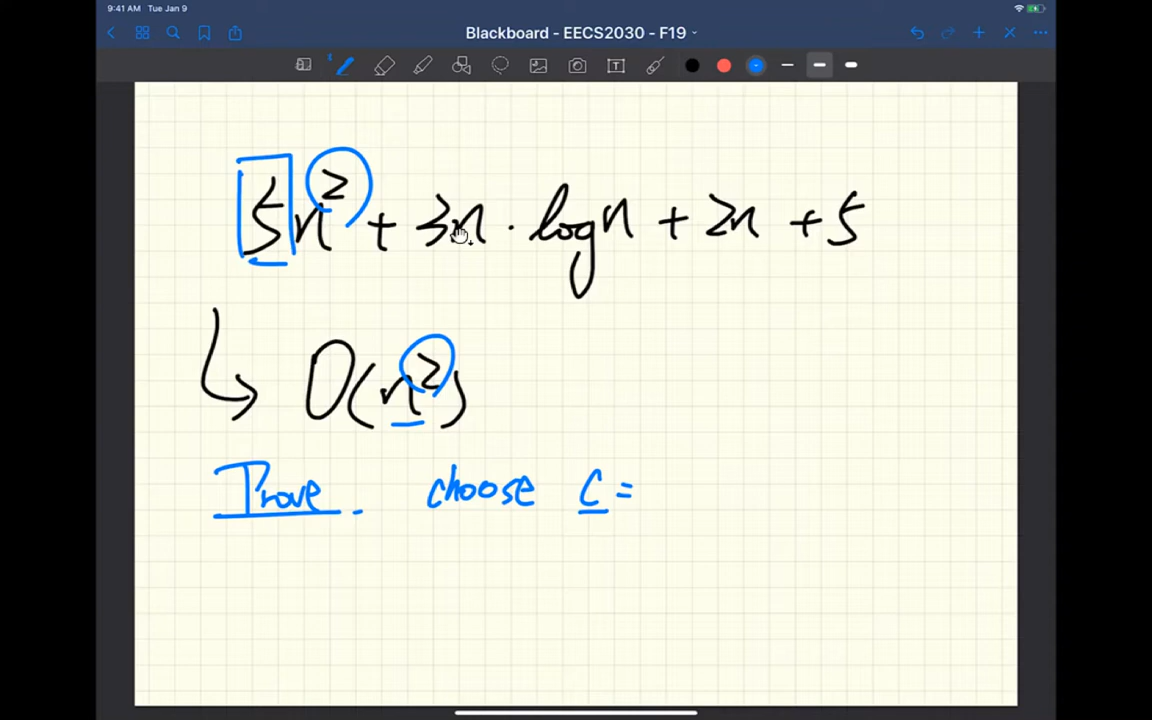 9:41 AM Tue Jan 9
Blackboard - EECS2030 - F19
5n² + 3n · log n + 2n + 5
O(n²)
Prove. choose C =